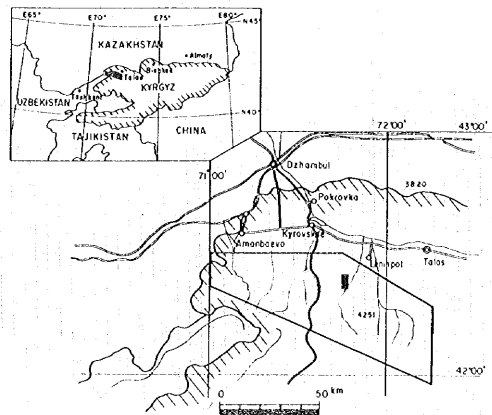 E65° E70° E75° E80°
N45°
KAZAKHSTAN
Almaty
Bishkek
Talas
KYRGYZ
UZBEKISTAN
Tashkent
N40°
TAJIKISTAN
CHINA
72°00' 43°00'
71°00'
Dzhambul
3820
Pokrovka
Kyrovskoe
Amanbaevo
Talas
4251
42°00'
0 50 km